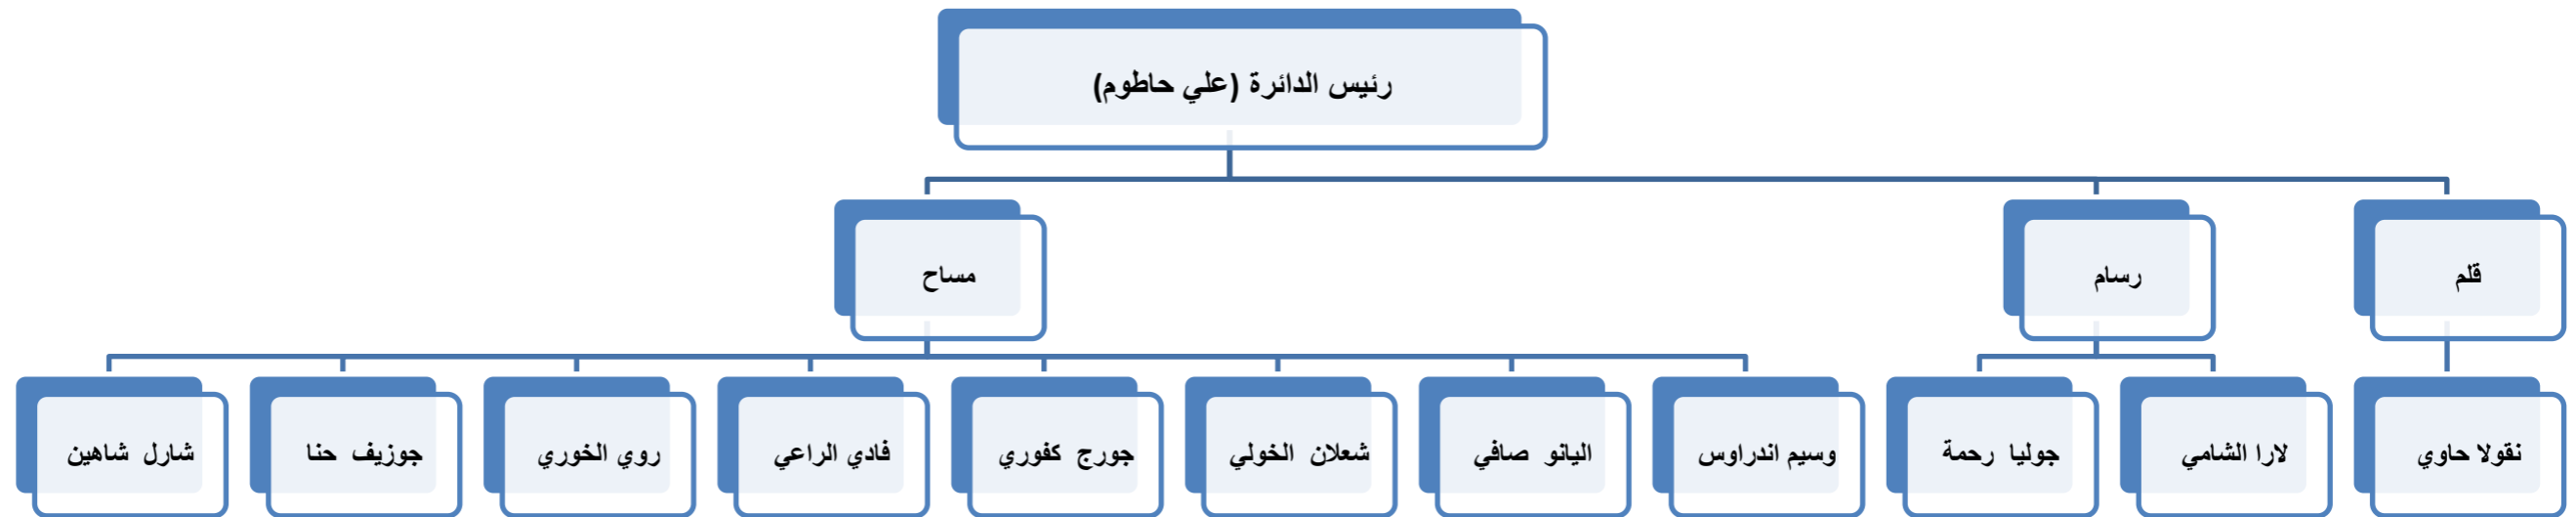 رئيس الدائرة (علي حاطوم)
قلم
رسام
مساح
نقولا حاوي
لارا الشامي
جوليا رحمة
وسيم اندراوس
اليانو صافي
شعلان الخولي
جورج كفوري
فادي الراعي
روي الخوري
جوزيف حنا
شارل شاهين